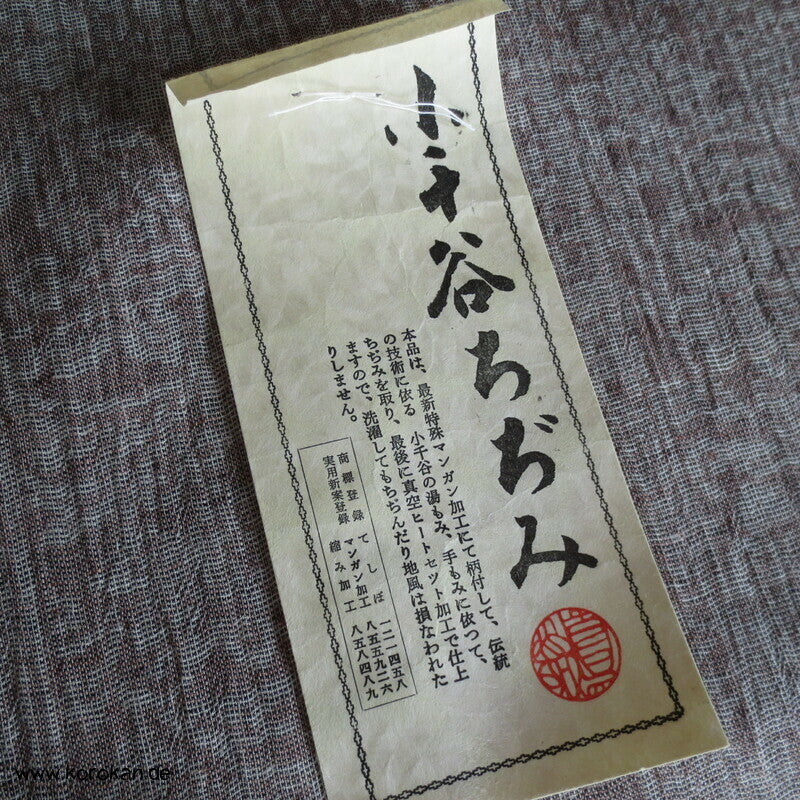 小千谷ちぢみ
本品は、最新特殊マンガン加工にて柄付して、伝統
の技術に依る 小千谷の湯もみ、手もみに依つて、
ちぢみを取り、最後に真空ヒートセット加工で仕上
ますので、洗濯してもちぢんだり地風は損なわれた
りしません。
商標登録 てしぼ 一二一四五八
実用新案登録 マンガン加工 八五五九二六
縮み加工 八五八四八九
www.korokan.de